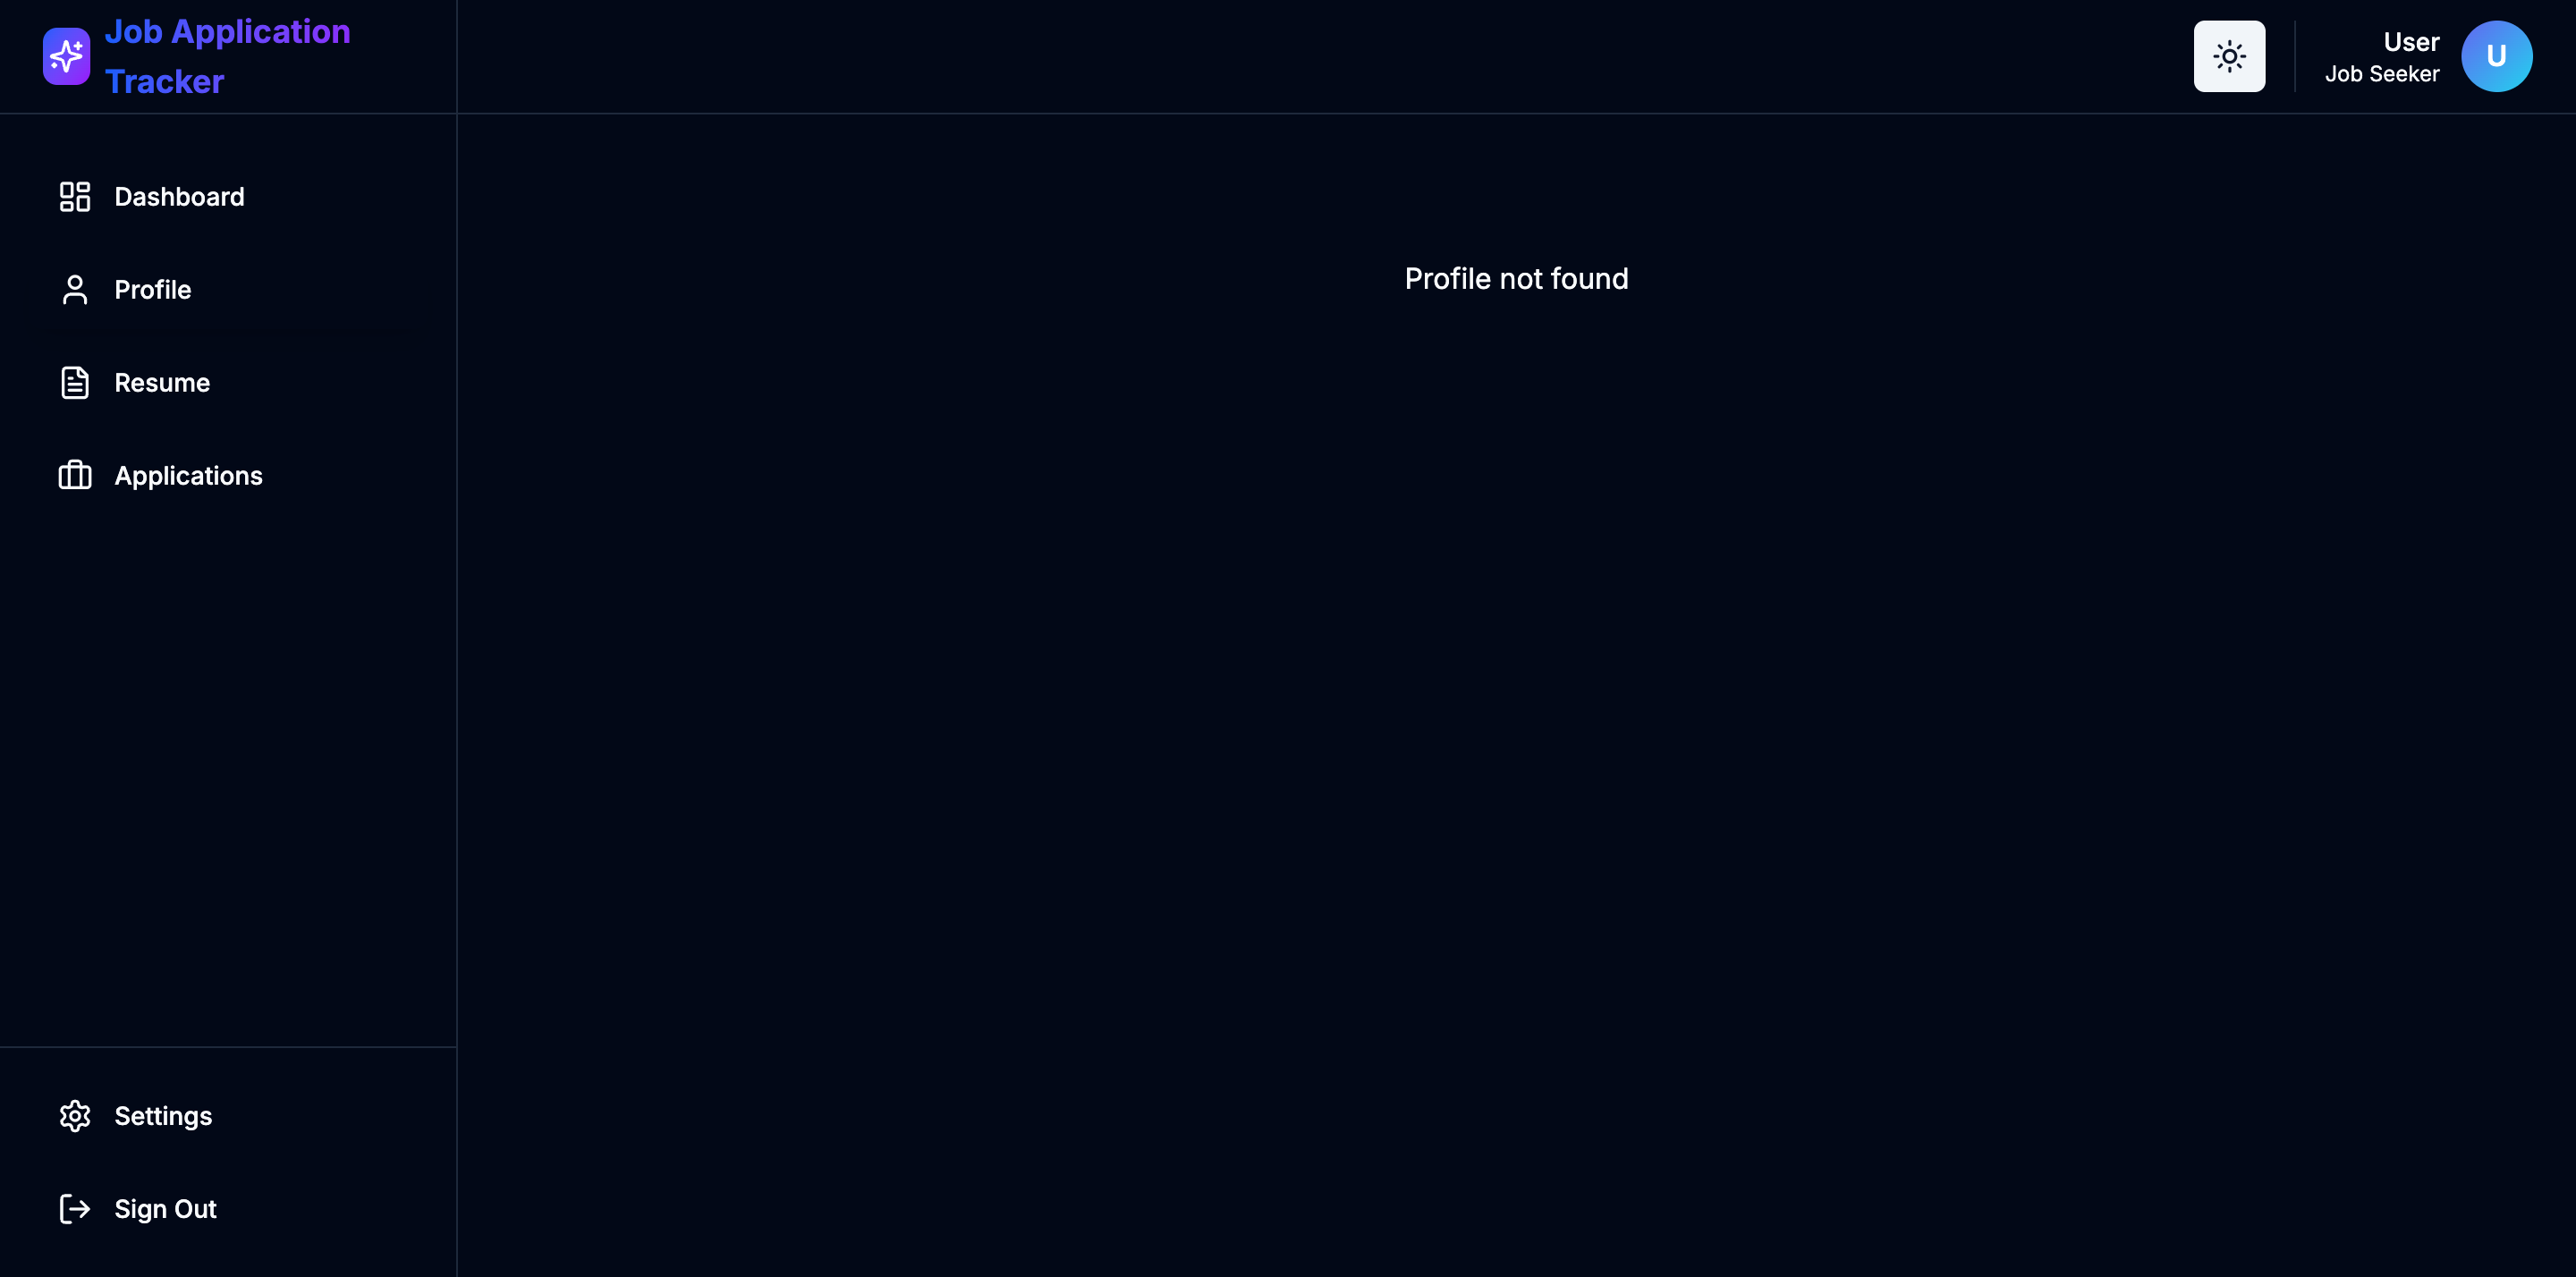 Job Application
Tracker
User
Job Seeker
U
Dashboard
Profile
Resume
Applications
Profile not found
Settings
Sign Out